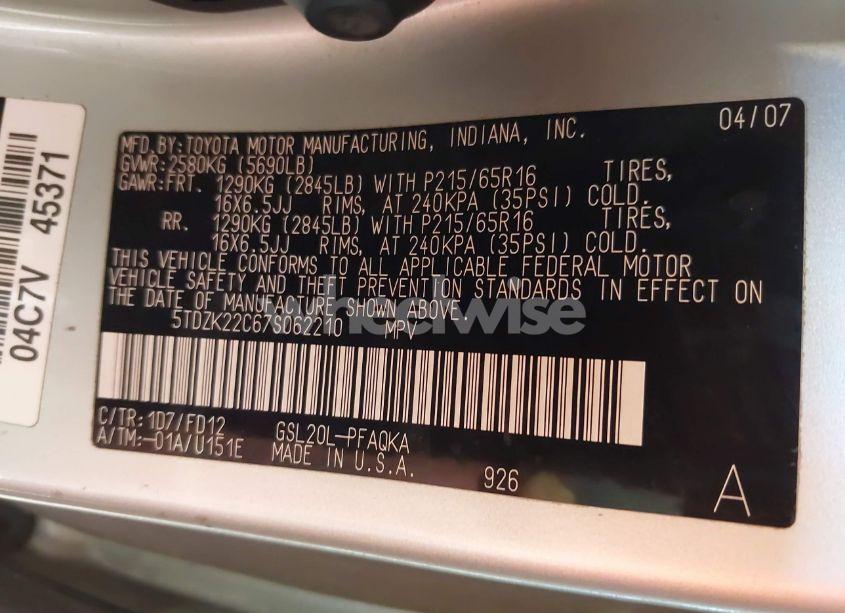 04/07
MFD.BY:TOYOTA MOTOR MANUFACTURING, INDIANA, INC.
GVWR:2580KG (5690LB)
GAWR:FRT. 1290KG (2845LB) WITH P215/65R16 TIRES,
16X6.5JJ RIMS, AT 240KPA (35PSI) COLD.
RR. 1290KG (2845LB) WITH P215/65R16 TIRES,
16X6.5JJ RIMS, AT 240KPA (35PSI) COLD.
THIS VEHICLE CONFORMS TO ALL APPLICABLE FEDERAL MOTOR
VEHICLE SAFETY AND THEFT PREVENTION STANDARDS IN EFFECT ON
THE DATE OF MANUFACTURE SHOWN ABOVE.
5TDZK22C67S062210 MPV
C/TR: 1D7/FD12 GSL20L-PFAQKA
A/TM:-01A/U151E MADE IN U.S.A.
926
A
04C7V 45371
wheelwise